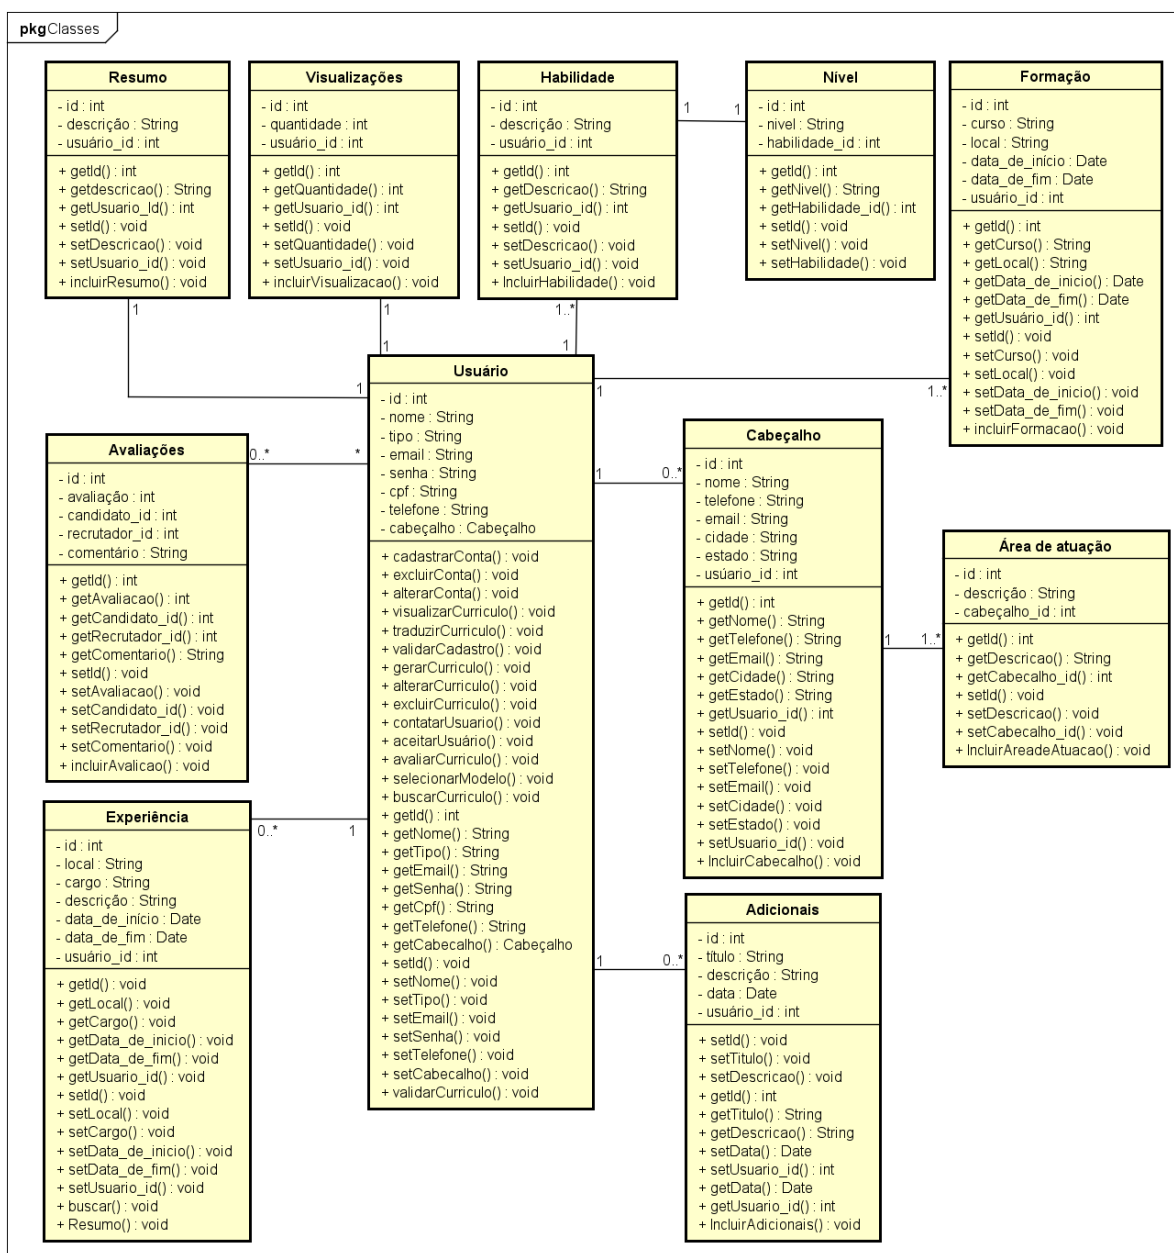 pkgClasses
Resumo
- id : int
- descrição : String
- usuário_id : int
+ getId() : int
+ getdescricao() : String
+ getUsuario_Id() : int
+ setId() : void
+ setDescricao() : void
+ setUsuario_id() : void
+ incluirResumo() : void
Visualizações
- id : int
- quantidade : int
- usuário_id : int
+ getId() : int
+ getQuantidade() : int
+ getUsuario_id() : int
+ setId() : void
+ setQuantidade() : void
+ setUsuario_id() : void
+ incluirVisualizacao() : void
Habilidade
- id : int
- descrição : String
- usuário_id : int
+ getId() : int
+ getDescricao() : String
+ getUsuario_id() : int
+ setId() : void
+ setDescricao() : void
+ setUsuario_id() : void
+ IncluirHabilidade() : void
1
1
Nível
- id : int
- nivel : String
- habilidade_id : int
+ getId() : int
+ getNivel() : String
+ getHabilidade_id() : int
+ setId() : void
+ setNivel() : void
+ setHabilidade() : void
Formação
- id : int
- curso : String
- local : String
- data_de_início : Date
- data_de_fim : Date
- usuário_id : int
+ getId() : int
+ getCurso() : String
+ getLocal() : String
+ getData_de_inicio() : Date
+ getData_de_fim() : Date
+ getUsuário_id() : int
+ setId() : void
+ setCurso() : void
+ setLocal() : void
+ setData_de_inicio() : void
+ setData_de_fim() : void
+ incluirFormacao() : void
1
1
1
1
1..*
1
1
1..*
Usuário
- id : int
- nome : String
- tipo : String
- email : String
- senha : String
- cpf : String
- telefone : String
- cabeçalho : Cabeçalho
+ cadastrarConta() : void
+ excluirConta() : void
+ alterarConta() : void
+ visualizarCurriculo() : void
+ traduzirCurriculo() : void
+ validarCadastro() : void
+ gerarCurriculo() : void
+ alterarCurriculo() : void
+ excluirCurriculo() : void
+ contatarUsuario() : void
+ aceitarUsuário() : void
+ avaliarCurriculo() : void
+ selecionarModelo() : void
+ buscarCurriculo() : void
+ getId() : int
+ getNome() : String
+ getTipo() : String
+ getEmail() : String
+ getSenha() : String
+ getCpf() : String
+ getTelefone() : String
+ getCabecalho() : Cabeçalho
+ setId() : void
+ setNome() : void
+ setTipo() : void
+ setEmail() : void
+ setSenha() : void
+ setTelefone() : void
+ setCabecalho() : void
+ validarCurriculo() : void
Avaliações
- id : int
- avaliação : int
- candidato_id : int
- recrutador_id : int
- comentário : String
+ getId() : int
+ getAvaliacao() : int
+ getCandidato_id() : int
+ getRecrutador_id() : int
+ getComentario() : String
+ setId() : void
+ setAvaliacao() : void
+ setCandidato_id() : void
+ setRecrutador_id() : void
+ setComentario() : void
+ incluirAvalicao() : void
0..*
*
1
0..*
Cabeçalho
- id : int
- nome : String
- telefone : String
- email : String
- cidade : String
- estado : String
- usúario_id : int
+ getId() : int
+ getNome() : String
+ getTelefone() : String
+ getEmail() : String
+ getCidade() : String
+ getEstado() : String
+ getUsuario_id() : int
+ setId() : void
+ setNome() : void
+ setTelefone() : void
+ setEmail() : void
+ setCidade() : void
+ setEstado() : void
+ setUsuario_id() : void
+ IncluirCabecalho() : void
1
1..*
Área de atuação
- id : int
- descrição : String
- cabeçalho_id : int
+ getId() : int
+ getDescricao() : String
+ getCabecalho_id() : int
+ setId() : void
+ setDescricao() : void
+ setCabecalho_id() : void
+ IncluirAreadeAtuacao() : void
Experiência
- id : int
- local : String
- cargo : String
- descrição : String
- data_de_início : Date
- data_de_fim : Date
- usuário_id : int
+ getId() : void
+ getLocal() : void
+ getCargo() : void
+ getData_de_inicio() : void
+ getData_de_fim() : void
+ getUsuario_id() : void
+ setId() : void
+ setLocal() : void
+ setCargo() : void
+ setData_de_inicio() : void
+ setData_de_fim() : void
+ setUsuario_id() : void
+ buscar() : void
+ Resumo() : void
0..*
1
1
0..*
Adicionais
- id : int
- título : String
- descrição : String
- data : Date
- usuário_id : int
+ setId() : void
+ setTitulo() : void
+ setDescricao() : void
+ getId() : int
+ getTitulo() : String
+ getDescricao() : String
+ setData() : Date
+ setUsuario_id() : int
+ getData() : Date
+ getUsuario_id() : int
+ IncluirAdicionais() : void